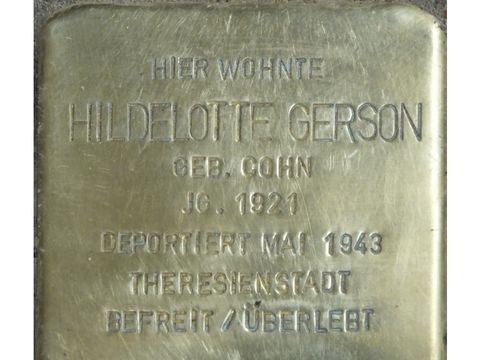 HIER WOHNTE
HILDELOTTE GERSON
GEB. COHN
JG. 1921
DEPORTIERT MAI 1943
THERESIENSTADT
BEFREIT / ÜBERLEBT